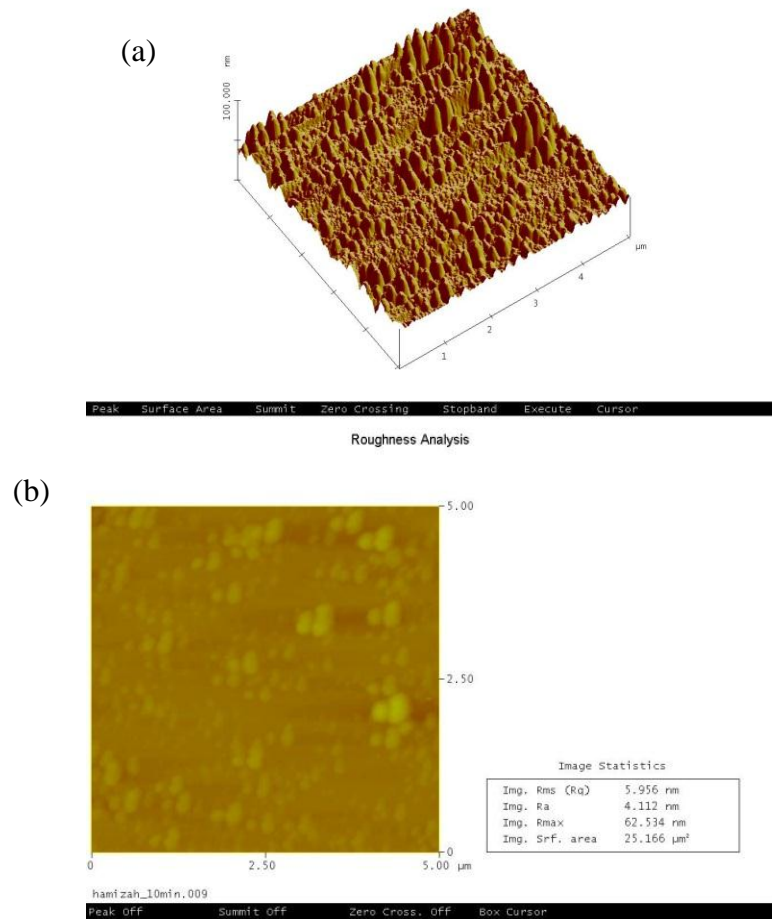 (a)
100.000 nm
µm
4
3
2
1
Peak Surface Area Summit Zero Crossing Stopband Execute Cursor
Roughness Analysis
(b)
5.00
2.50
0
0 2.50 5.00 µm
Image Statistics
Img. Rms (Rq) 5.956 nm
Img. Ra 4.112 nm
Img. Rmax 62.534 nm
Img. Srf. area 25.166 µm²
hamizah_10min.009
Peak Off Summit Off Zero Cross. Off Box Cursor